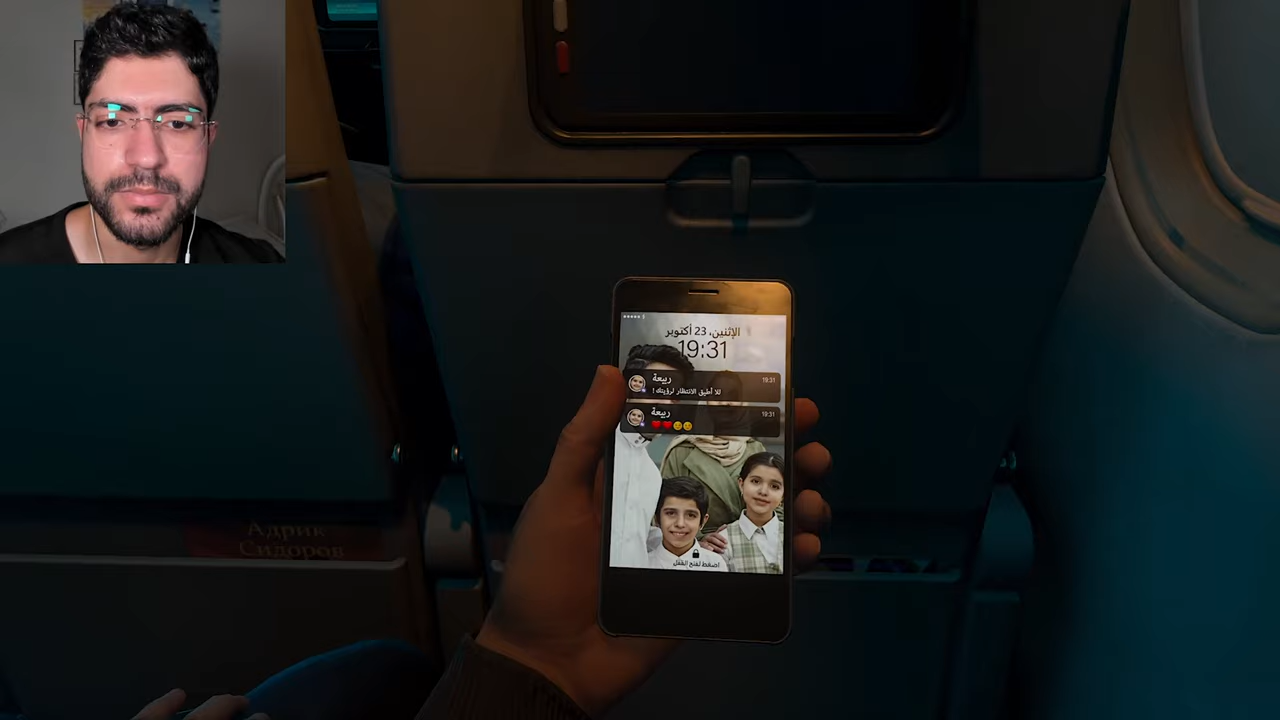 الإثنين، 23 أكتوبر
19:31
ربيعة
19:31
للا أطيق الانتظار لرؤيتك !
ربيعة
19:31
❤️❤️😉😉
اضغط لفتح القفل
Адрик
Сидоров